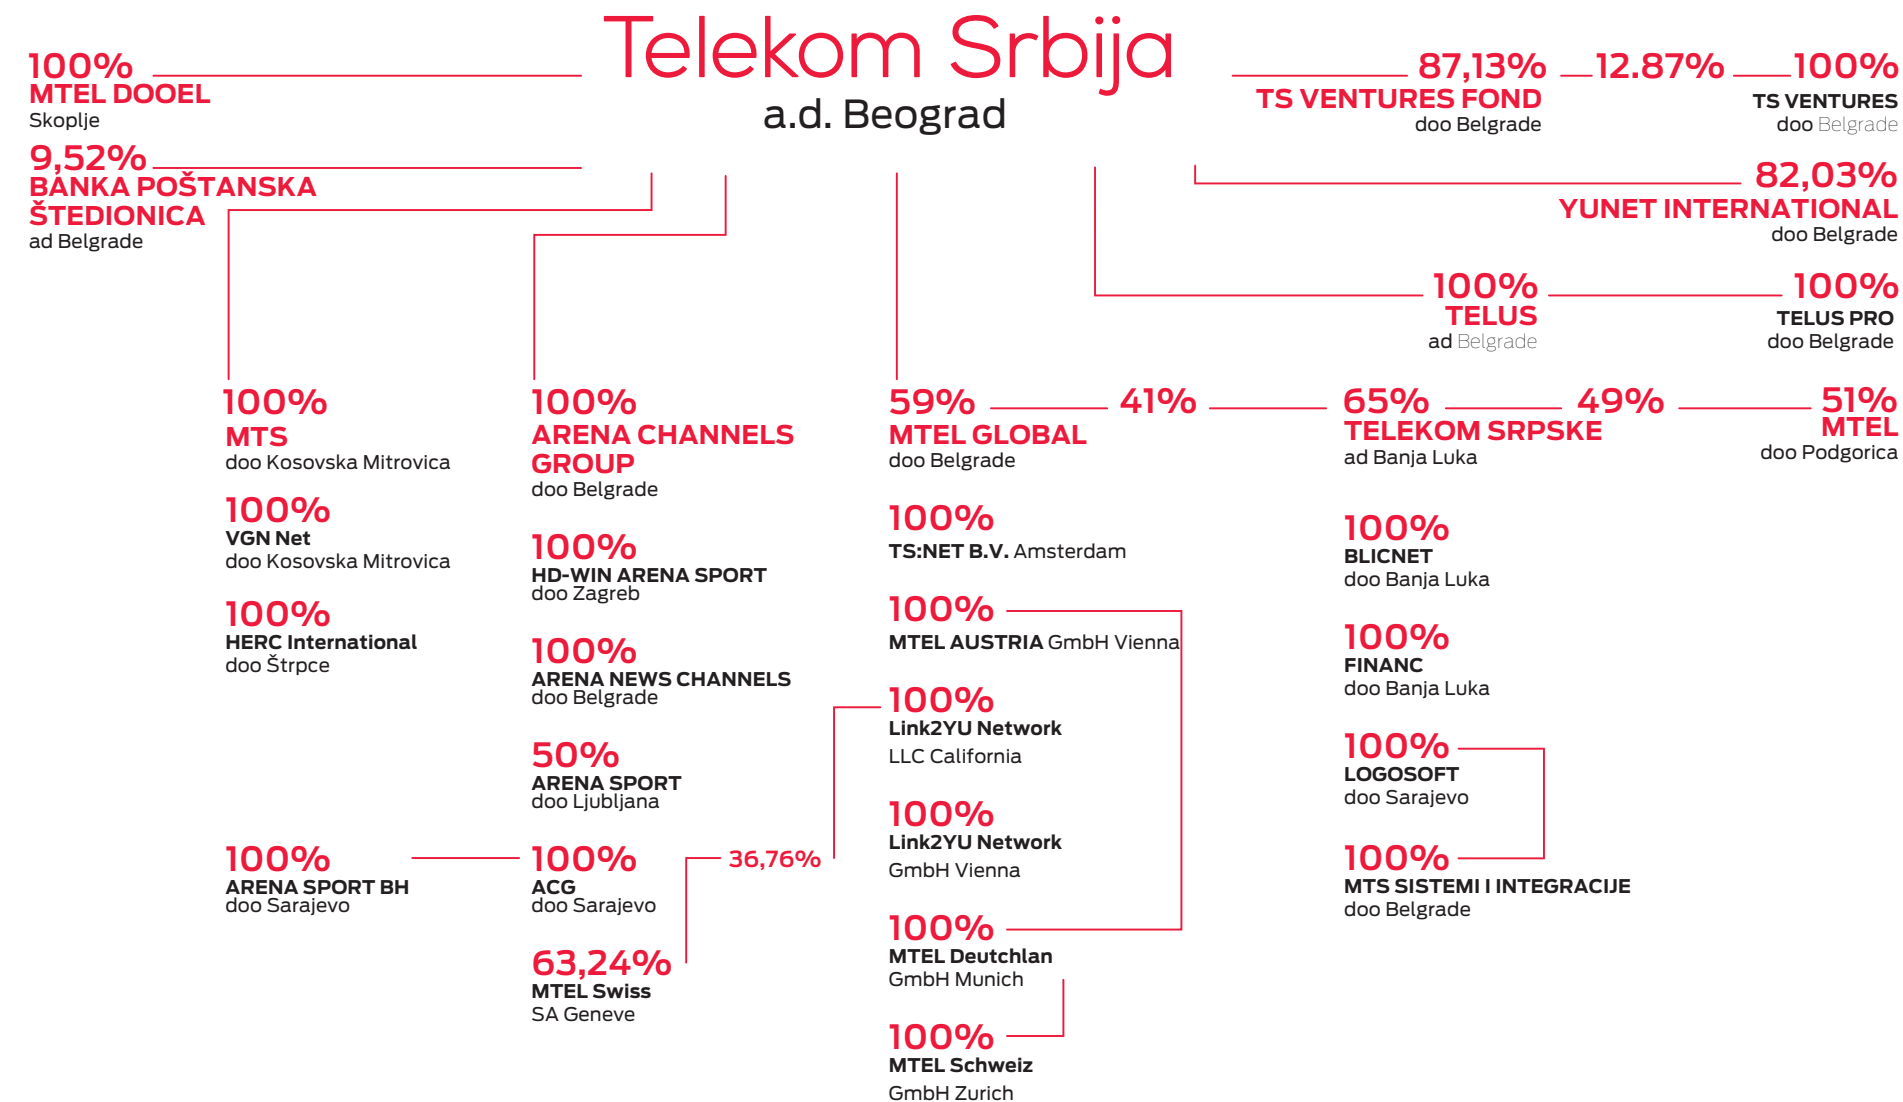 Telekom Srbija
a.d. Beograd
100%
MTEL DOOEL
Skoplje
9,52%
BANKA POŠTANSKA
ŠTEDIONICA
ad Belgrade
87,13%
TS VENTURES FOND
doo Belgrade
12.87%
100%
TS VENTURES
doo Belgrade
82,03%
YUNET INTERNATIONAL
doo Belgrade
100%
TELUS
ad Belgrade
100%
TELUS PRO
doo Belgrade
100%
MTS
doo Kosovska Mitrovica
100%
VGN Net
doo Kosovska Mitrovica
100%
HERC International
doo Štrpce
100%
ARENA SPORT BH
doo Sarajevo
100%
ARENA CHANNELS
GROUP
doo Belgrade
100%
HD-WIN ARENA SPORT
doo Zagreb
100%
ARENA NEWS CHANNELS
doo Belgrade
50%
ARENA SPORT
doo Ljubljana
100%
ACG
doo Sarajevo
63,24%
MTEL Swiss
SA Geneve
36,76%
59%
MTEL GLOBAL
doo Belgrade
41%
100%
TS:NET B.V. Amsterdam
100%
MTEL AUSTRIA GmbH Vienna
100%
Link2YU Network
LLC California
100%
Link2YU Network
GmbH Vienna
100%
MTEL Deutchlan
GmbH Munich
100%
MTEL Schweiz
GmbH Zurich
65%
TELEKOM SRPSKE
ad Banja Luka
49%
51%
MTEL
doo Podgorica
100%
BLICNET
doo Banja Luka
100%
FINANC
doo Banja Luka
100%
LOGOSOFT
doo Sarajevo
100%
MTS SISTEMI I INTEGRACIJE
doo Belgrade